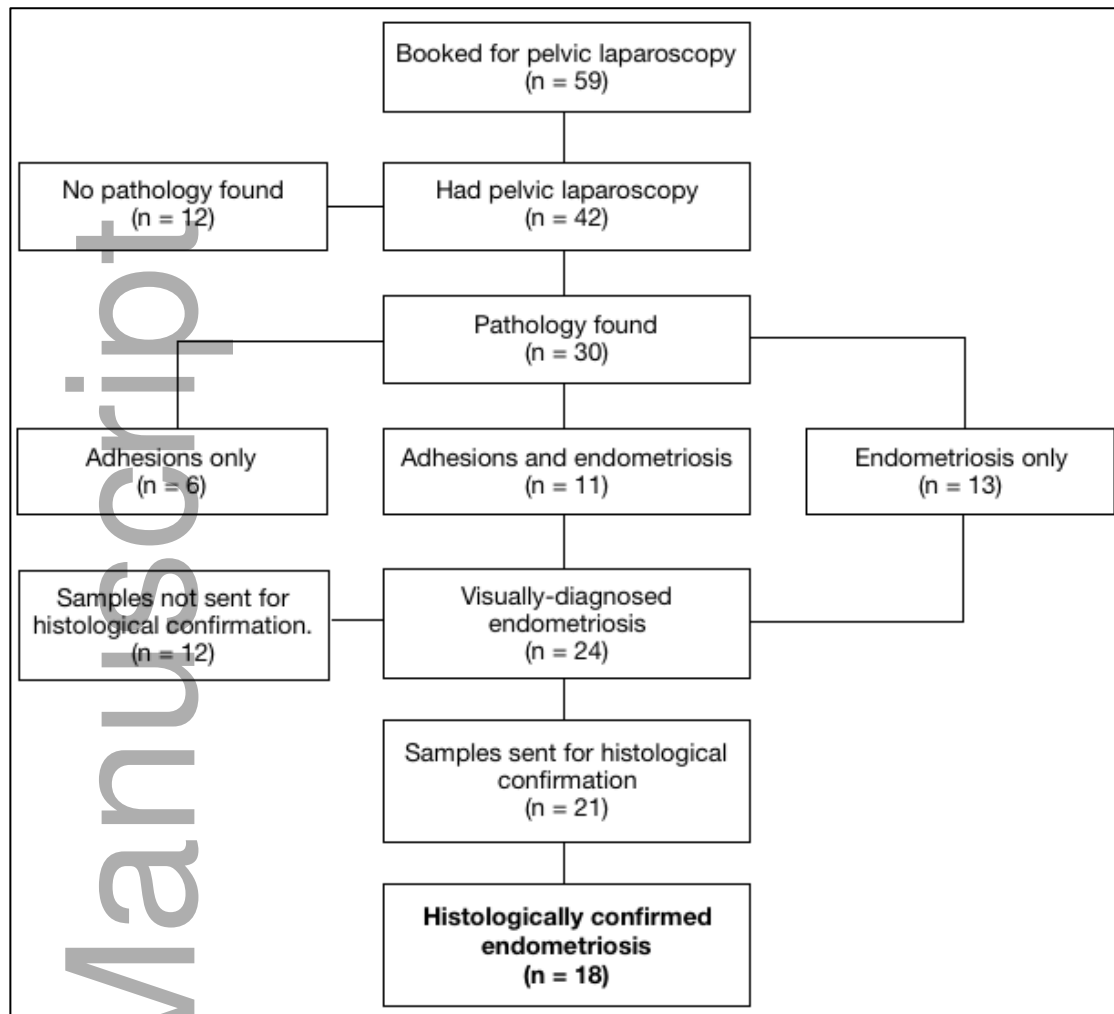 Booked for pelvic laparoscopy
(n = 59)
No pathology found
(n = 12)
Had pelvic laparoscopy
(n = 42)
Pathology found
(n = 30)
Adhesions only
(n = 6)
Adhesions and endometriosis
(n = 11)
Endometriosis only
(n = 13)
Samples not sent for
histological confirmation.
(n = 12)
Visually-diagnosed
endometriosis
(n = 24)
Samples sent for histological
confirmation
(n = 21)
Histologically confirmed
endometriosis
(n = 18)
Manuscript